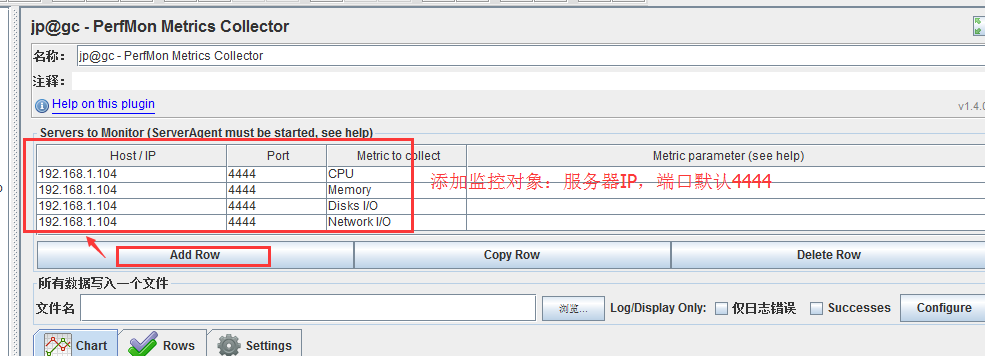 jp@gc - PerfMon Metrics Collector
名称： jp@gc - PerfMon Metrics Collector
注释：
Help on this plugin v1.4.0
Servers to Monitor (ServerAgent must be started, see help)
Host / IP Port Metric to collect Metric parameter (see help)
192.168.1.104 4444 CPU
192.168.1.104 4444 Memory
192.168.1.104 4444 Disks I/O
192.168.1.104 4444 Network I/O
添加监控对象：服务器IP，端口默认4444
Add Row Copy Row Delete Row
所有数据写入一个文件
文件名 浏览... Log/Display Only: 仅日志错误 Successes Configure
Chart Rows Settings